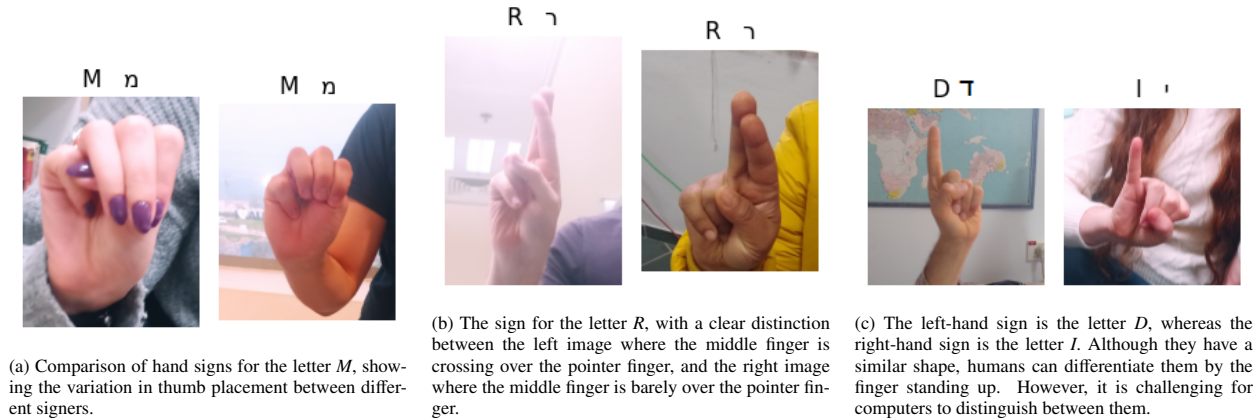 M מ
M מ
(a) Comparison of hand signs for the letter M, show-
ing the variation in thumb placement between differ-
ent signers.
R ר
R ר
(b) The sign for the letter R, with a clear distinction
between the left image where the middle finger is
crossing over the pointer finger, and the right image
where the middle finger is barely over the pointer fin-
ger.
D ד
I י
(c) The left-hand sign is the letter D, whereas the
right-hand sign is the letter I. Although they have a
similar shape, humans can differentiate them by the
finger standing up. However, it is challenging for
computers to distinguish between them.